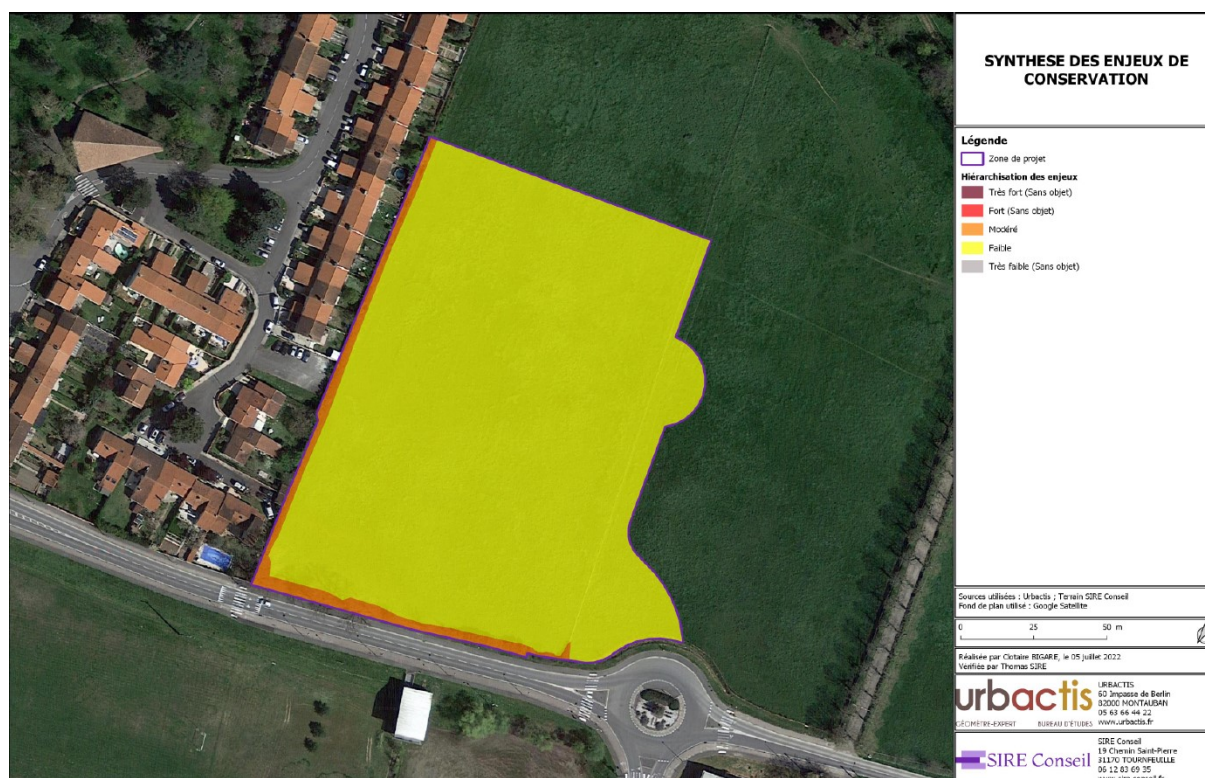 SYNTHESE DES ENJEUX DE
CONSERVATION
Légende
Zone de projet
Hiérarchisation des enjeux
Très fort (Sans objet)
Fort (Sans objet)
Modéré
Faible
Très faible (Sans objet)
Sources utilisées : Urbactis ; Terrain SIRE Conseil
Fond de plan utilisé : Google Satellite
0 25 50 m
Réalisée par Clotaire BIGARE, le 05 juillet 2022
Vérifiée par Thomas SIRE
urbactis
GÉOMÈTRE-EXPERT BUREAU D'ÉTUDES
URBACTIS
60 Impasse de Berlin
82000 MONTAUBAN
05 63 66 44 22
www.urbactis.fr
SIRE Conseil
SIRE Conseil
19 Chemin Saint-Pierre
31170 TOURNFEUILLE
06 12 83 69 35